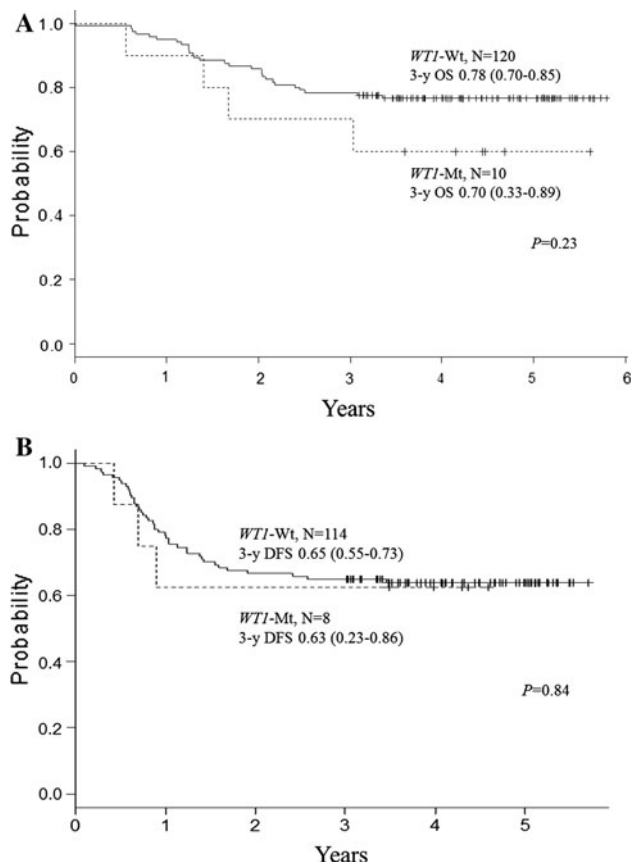 A
1.0
0.8
0.6
0.4
0.2
0.0
Probability
WT1-Wt, N=120
3-y OS 0.78 (0.70-0.85)
WT1-Mt, N=10
3-y OS 0.70 (0.33-0.89)
P=0.23
0 1 2 3 4 5 6
Years
B
1.0
0.8
0.6
0.4
0.2
0.0
Probability
WT1-Wt, N=114
3-y DFS 0.65 (0.55-0.73)
WT1-Mt, N=8
3-y DFS 0.63 (0.23-0.86)
P=0.84
0 1 2 3 4 5
Years